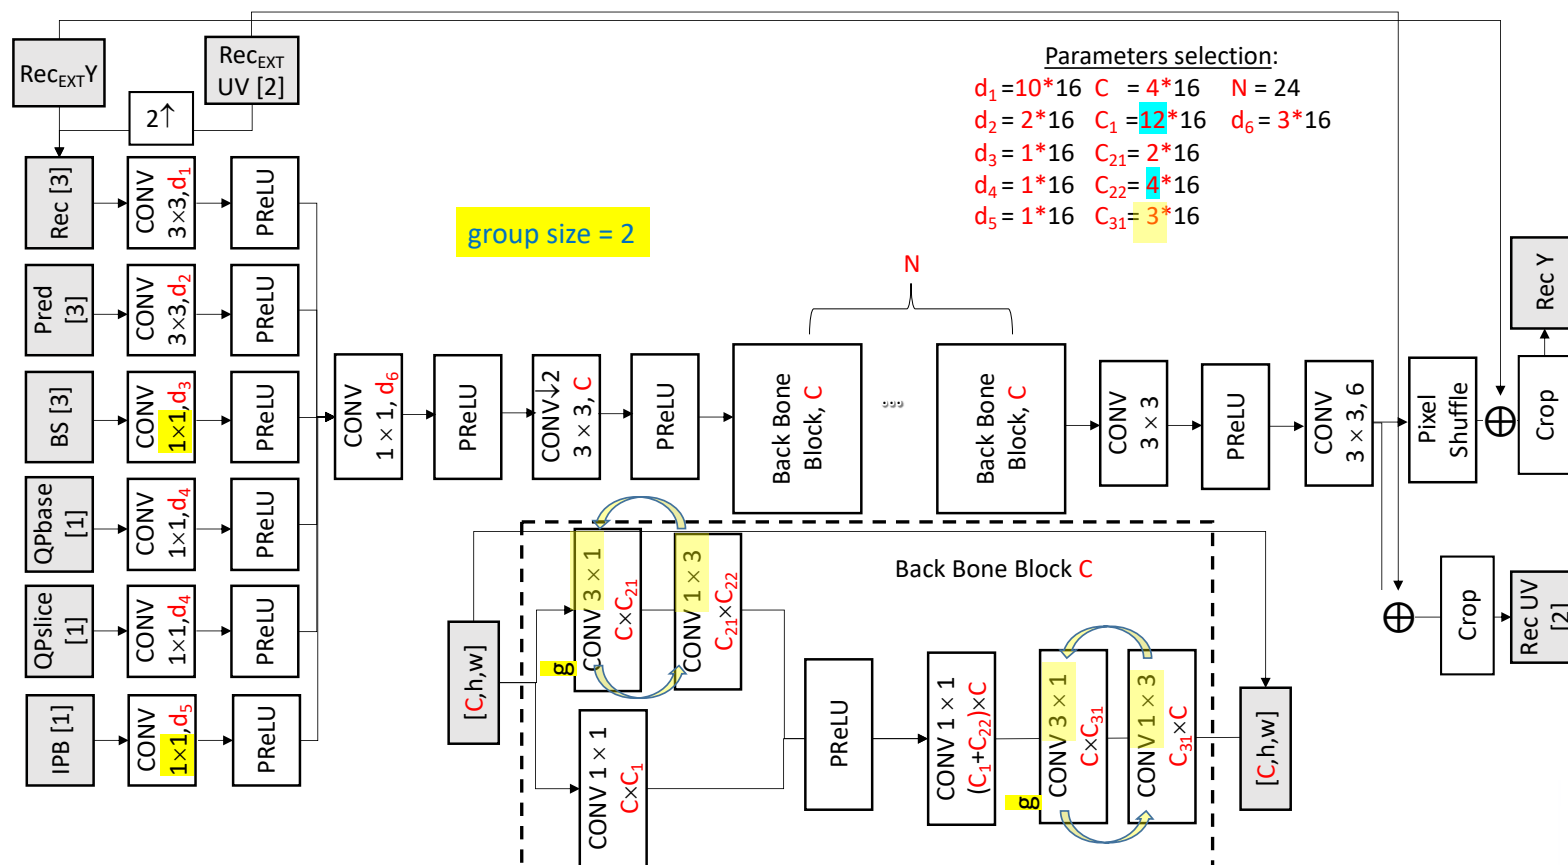 Rec_EXT Y
Rec_EXT
UV [2]
2↑
Parameters selection:
d₁ =10*16 C = 4*16 N = 24
d₂ = 2*16 C₁ =12*16 d₆ = 3*16
d₃ = 1*16 C₂₁= 2*16
d₄ = 1*16 C₂₂= 4*16
d₅ = 1*16 C₃₁= 3*16
group size = 2
N
Rec [3]
CONV
3×3,d₁
PReLU
Pred
[3]
CONV
3×3,d₂
PReLU
BS [3]
CONV
1×1,d₃
PReLU
QPbase
[1]
CONV
1×1,d₄
PReLU
QPslice
[1]
CONV
1×1,d₄
PReLU
IPB [1]
CONV
1×1,d₅
PReLU
CONV
1 × 1, d₆
PReLU
CONV↓2
3 × 3, C
PReLU
Back Bone
Block, C
...
Back Bone
Block, C
CONV
3 × 3
PReLU
CONV
3 × 3, 6
Pixel
Shuffle
Crop
Rec Y
Crop
Rec UV
[2]
Back Bone Block C
[C,h,w]
g
CONV 3 × 1
C×C₂₁
CONV 1 × 3
C₂₁×C₂₂
CONV 1 × 1
C×C₁
PReLU
CONV 1 × 1
(C₁+C₂₂)×C
g
CONV 3 × 1
C×C₃₁
CONV 1 × 3
C₃₁×C
[C,h,w]